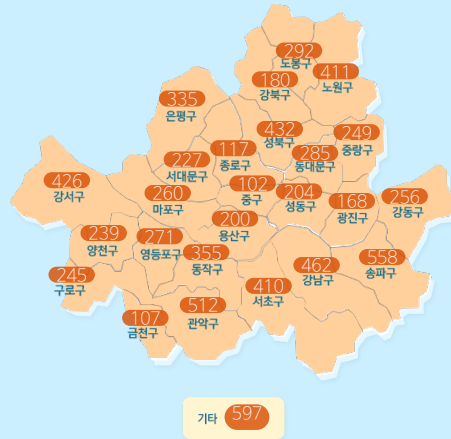 292
도봉구
411
노원구
180
강북구
335
은평구
432
성북구
249
중랑구
117
종로구
285
동대문구
227
서대문구
426
강서구
260
마포구
102
중구
204
성동구
168
광진구
256
강동구
200
용산구
239
양천구
271
영등포구
355
동작구
558
송파구
462
강남구
245
구로구
410
서초구
512
관악구
107
금천구
기타 597